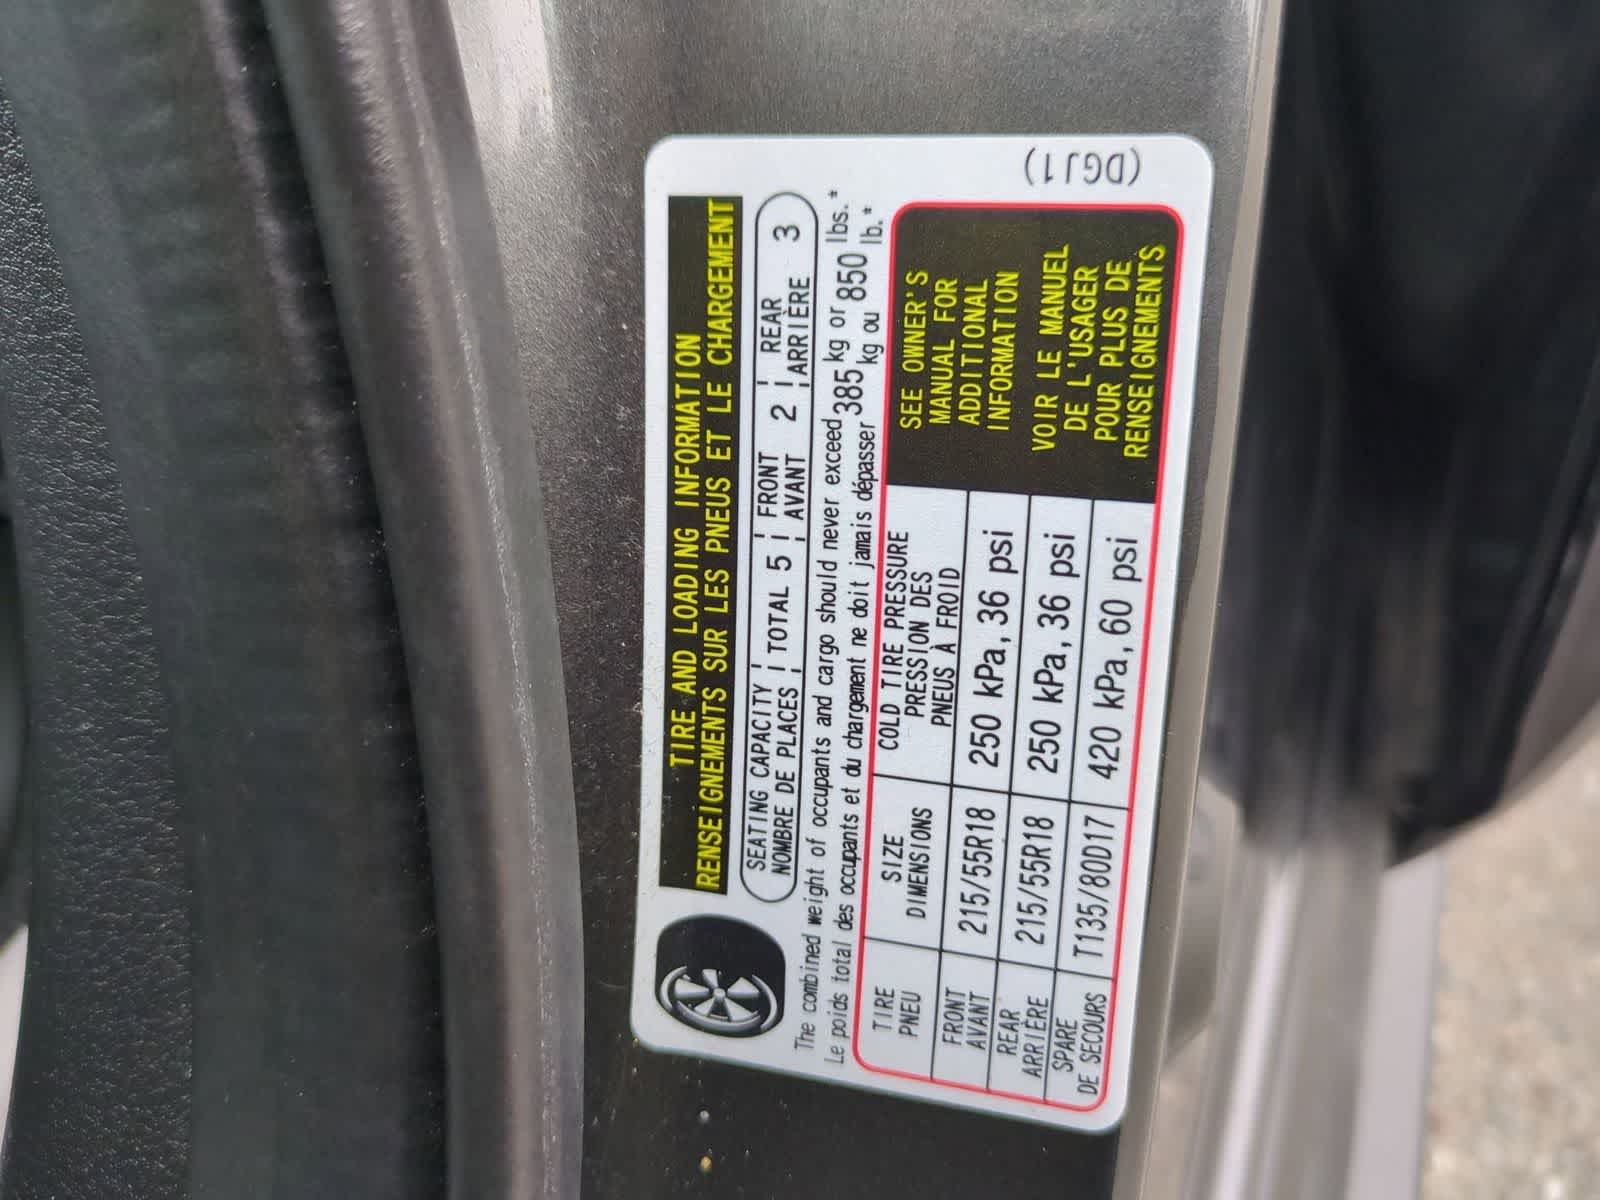 TIRE AND LOADING INFORMATION
RENSEIGNEMENTS SUR LES PNEUS ET LE CHARGEMENT
SEATING CAPACITY TOTAL 5 FRONT 2 REAR 3
NOMBRE DE PLACES AVANT ARRIÈRE
The combined weight of occupants and cargo should never exceed 385 kg or 850 lbs.*
Le poids total des occupants et du chargement ne doit jamais dépasser 385 kg ou 850 lb.*
TIRE SIZE COLD TIRE PRESSURE
PNEU DIMENSIONS PRESSION DES
PNEUS À FROID
FRONT 215/55R18 250 kPa, 36 psi
AVANT
REAR 215/55R18 250 kPa, 36 psi
ARRIÈRE
SPARE T135/80D17 420 kPa, 60 psi
DE SECOURS
SEE OWNER'S
MANUAL FOR
ADDITIONAL
INFORMATION
VOIR LE MANUEL
DE L'USAGER
POUR PLUS DE
RENSEIGNEMENTS
(DGJ1)